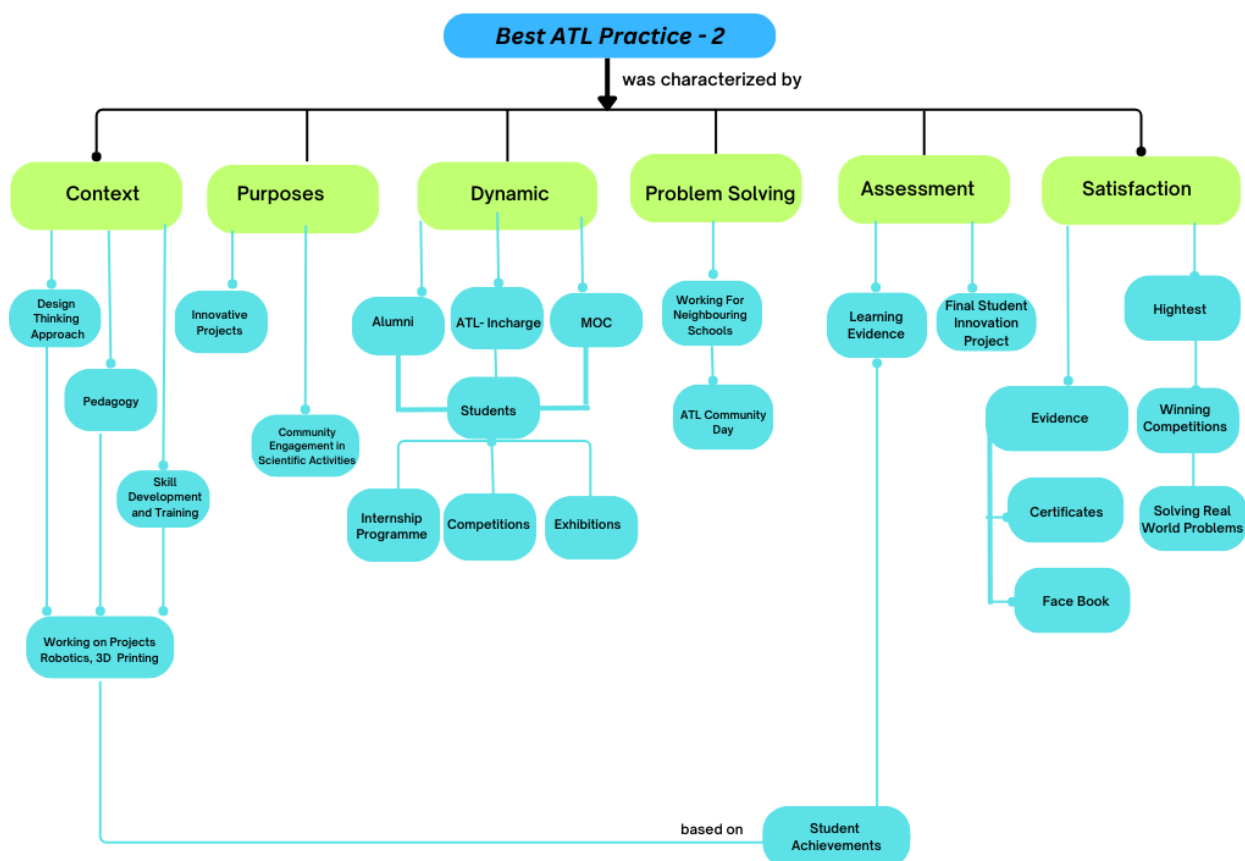 Best ATL Practice - 2
was characterized by
Context
Purposes
Dynamic
Problem Solving
Assessment
Satisfaction
Design
Thinking
Approach
Pedagogy
Skill
Development
and Training
Working on Projects
Robotics, 3D Printing
Innovative
Projects
Community
Engagement in
Scientific Activities
Alumni
ATL- Incharge
MOC
Students
Internship
Programme
Competitions
Exhibitions
Working For
Neighbouring
Schools
ATL Community
Day
Learning
Evidence
Final Student
Innovation
Project
Evidence
Certificates
Face Book
Hightest
Winning
Competitions
Solving Real
World Problems
based on
Student
Achievements